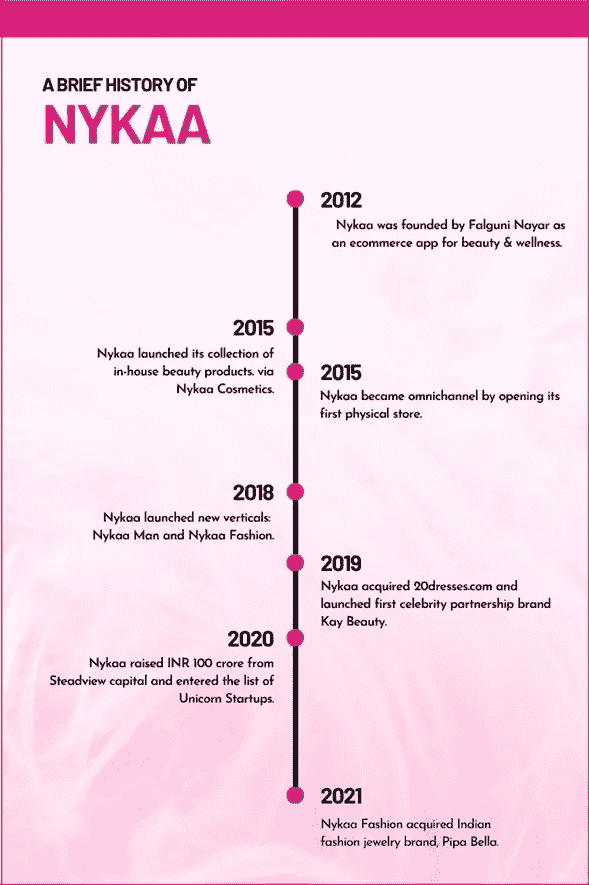 A BRIEF HISTORY OF
NYKAA
2012
Nykaa was founded by Falguni Nayar as
an ecommerce app for beauty & wellness.
2015
Nykaa launched its collection of
in-house beauty products. via
Nykaa Cosmetics.
2015
Nykaa became omnichannel by opening its
first physical store.
2018
Nykaa launched new verticals:
Nykaa Man and Nykaa Fashion.
2019
Nykaa acquired 20dresses.com and
launched first celebrity partnership brand
Kay Beauty.
2020
Nykaa raised INR 100 crore from
Steadview capital and entered the list of
Unicorn Startups.
2021
Nykaa Fashion acquired Indian
fashion jewelry brand, Pipa Bella.